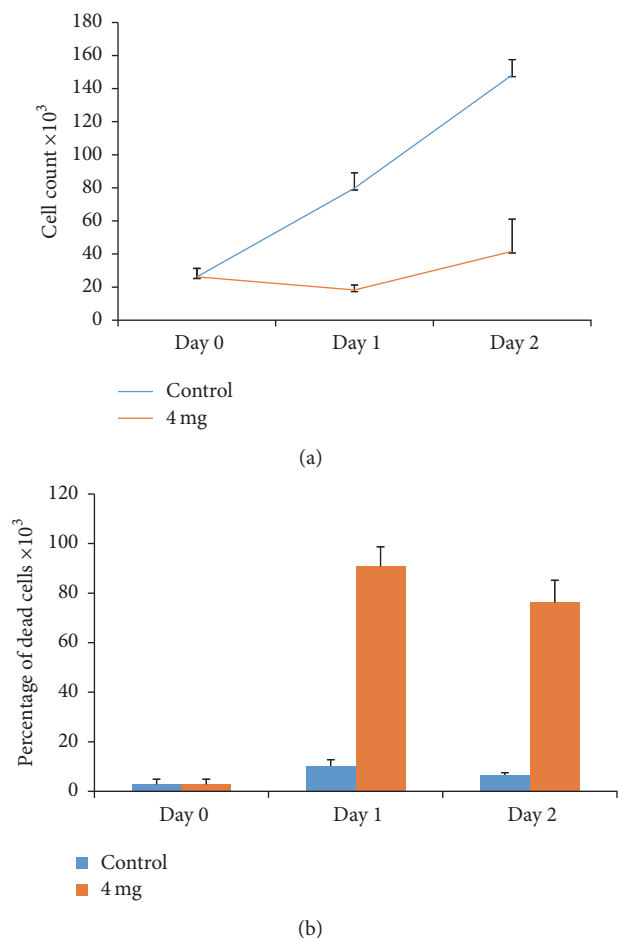 180
160
140
120
100
80
60
40
20
0
Cell count ×10³
Day 0 Day 1 Day 2
Control
4 mg
(a)
120
100
80
60
40
20
0
Percentage of dead cells ×10³
Day 0 Day 1 Day 2
Control
4 mg
(b)